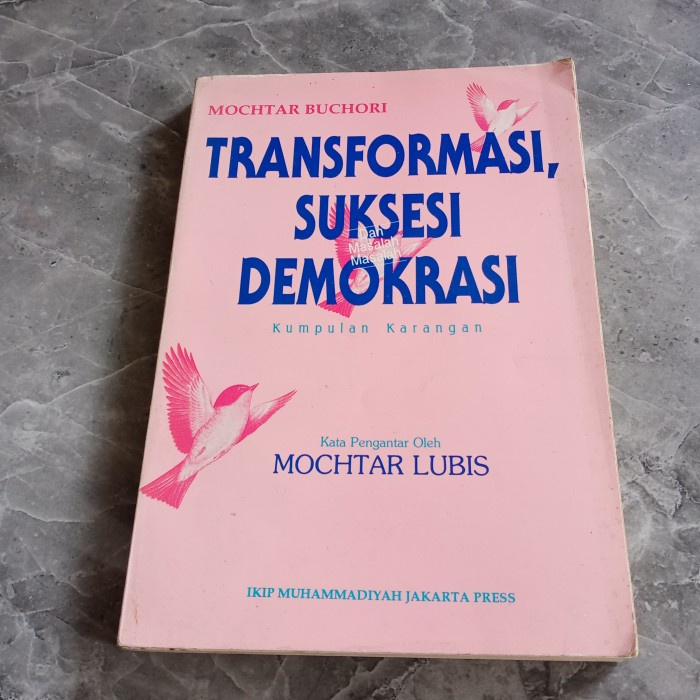 MOCHTAR BUCHORI
TRANSFORMASI,
SUKSESI
Dan
Masalah
Masalah
DEMOKRASI
Kumpulan Karangan
Kata Pengantar Oleh
MOCHTAR LUBIS
IKIP MUHAMMADIYAH JAKARTA PRESS